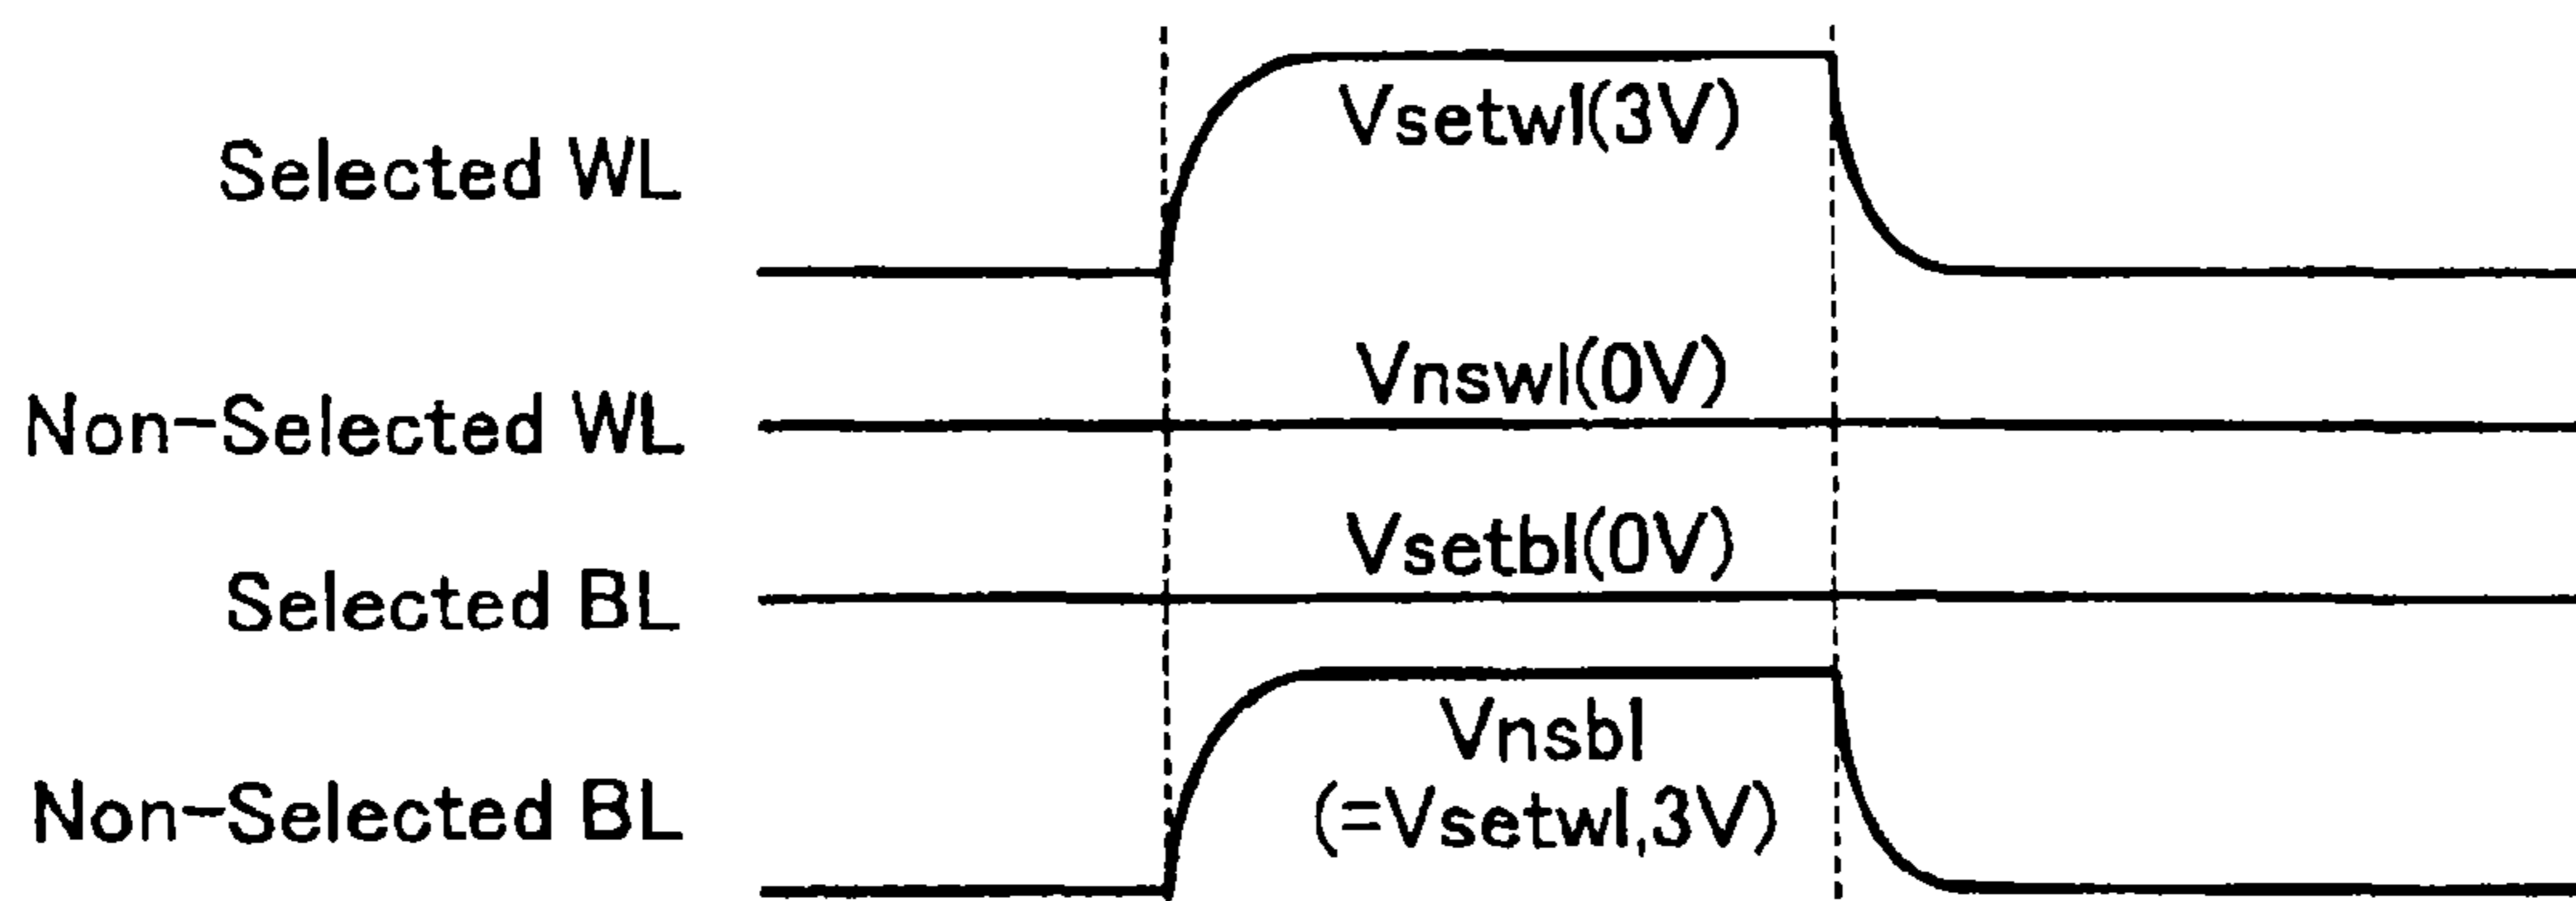 Vsetwl(3V)
Selected WL
Vnswl(0V)
Non-Selected WL
Vsetbl(0V)
Selected BL
Vnsbl
(=Vsetwl,3V)
Non-Selected BL